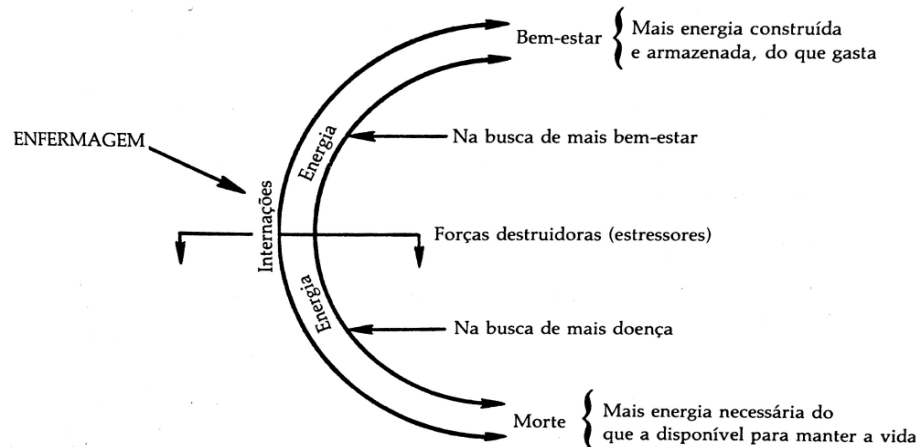 Bem-estar { Mais energia construída
e armazenada, do que gasta
ENFERMAGEM
Energia
Na busca de mais bem-estar
Internações
Forças destruidoras (estressores)
Energia
Na busca de mais doença
Morte { Mais energia necessária do
que a disponível para manter a vida